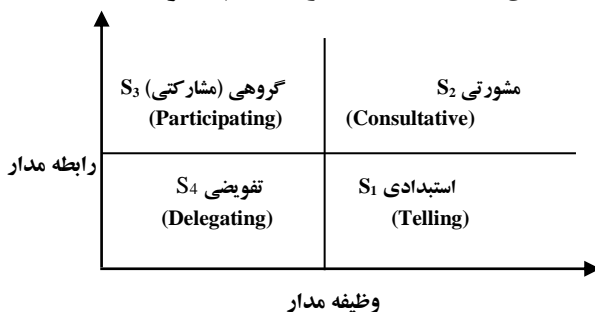 گروهی (مشارکتی) S₃
(Participating)
مشورتی S₂
(Consultative)
رابطه مدار
تفویضی S₄
(Delegating)
استبدادی S₁
(Telling)
وظیفه مدار